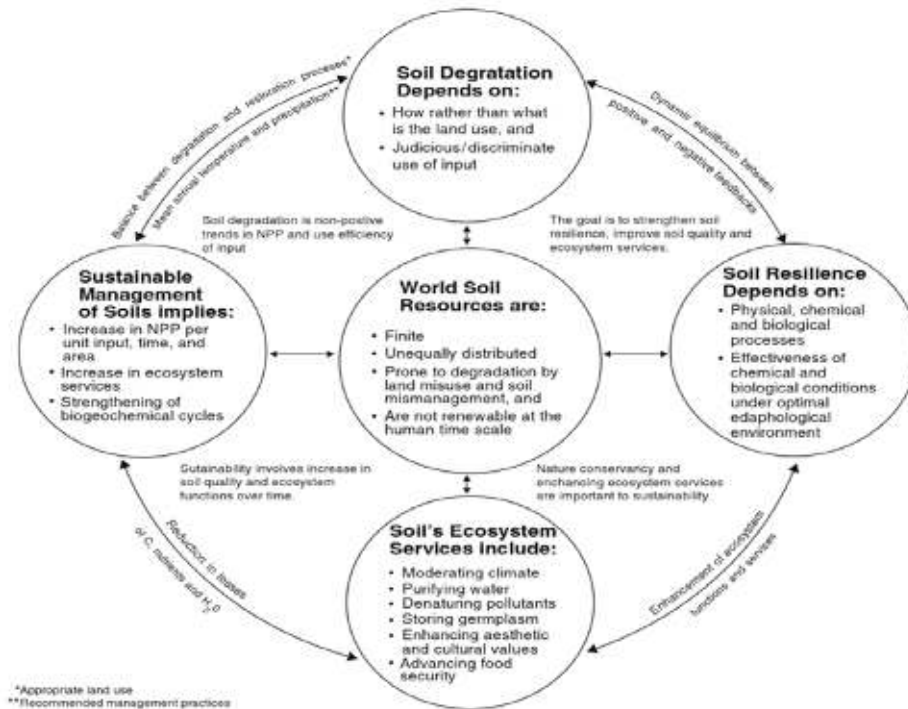 Soil Degratation
Depends on:
• How rather than what
is the land use, and
• Judicious/discriminate
use of input
Balance between degradation and restoration processes*
Mean annual temperature and precipitation**
Dynamic equilibrium between
positive and negative feedbacks
Soil degradation is non-postive
trends in NPP and use efficiency
of input
The goal is to strengthen soil
resilience, improve soil quality and
ecosystem services.
Sustainable
Management
of Soils implies:
• Increase in NPP per
unit input, time, and
area
• Increase in ecosystem
services
• Strengthening of
biogeochemical cycles
World Soil
Resources are:
• Finite
• Unequally distributed
• Prone to degradation by
land misuse and soil
mismanagement, and
• Are not renewable at the
human time scale
Soil Resilience
Depends on:
• Physical, chemical
and biological
processes
• Effectiveness of
chemical and
biological conditions
under optimal
edaphological
environment
Sutainability involves increase in
soil quality and ecosystem
functions over time.
Nature conservancy and
enchancing ecosystem services
are important to sustainability
Reduction in losses
of C, nutrients and H₂0
Enhancement of ecosystem
functions and services
Soil's Ecosystem
Services Include:
• Moderating climate
• Purifying water
• Denaturing pollutants
• Storing germplasm
• Enhancing aesthetic
and cultural values
• Advancing food
security
*Appropriate land use
**Recommended management practices